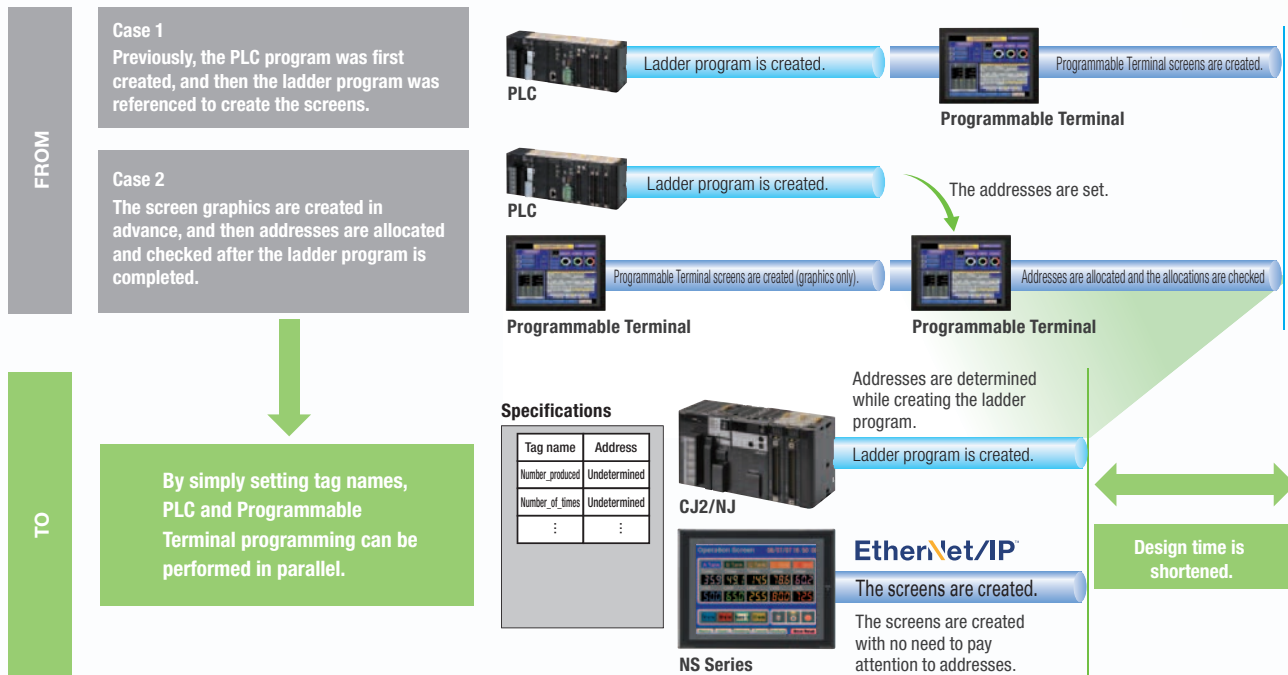 FROM
Case 1
Previously, the PLC program was first
created, and then the ladder program was
referenced to create the screens.
Case 2
The screen graphics are created in
advance, and then addresses are allocated
and checked after the ladder program is
completed.
PLC
Ladder program is created.
Programmable Terminal screens are created.
Programmable Terminal
PLC
Ladder program is created.
The addresses are set.
Programmable Terminal screens are created (graphics only).
Addresses are allocated and the allocations are checked
Programmable Terminal
Programmable Terminal
TO
By simply setting tag names,
PLC and Programmable
Terminal programming can be
performed in parallel.
Specifications
Tag name Address
Number_produced Undetermined
Number_of_times Undetermined
⋮ ⋮
Addresses are determined
while creating the ladder
program.
Ladder program is created.
CJ2/NJ
Operation Screen
EtherNet/IP™
The screens are created.
The screens are created
with no need to pay
attention to addresses.
NS Series
Design time is
shortened.